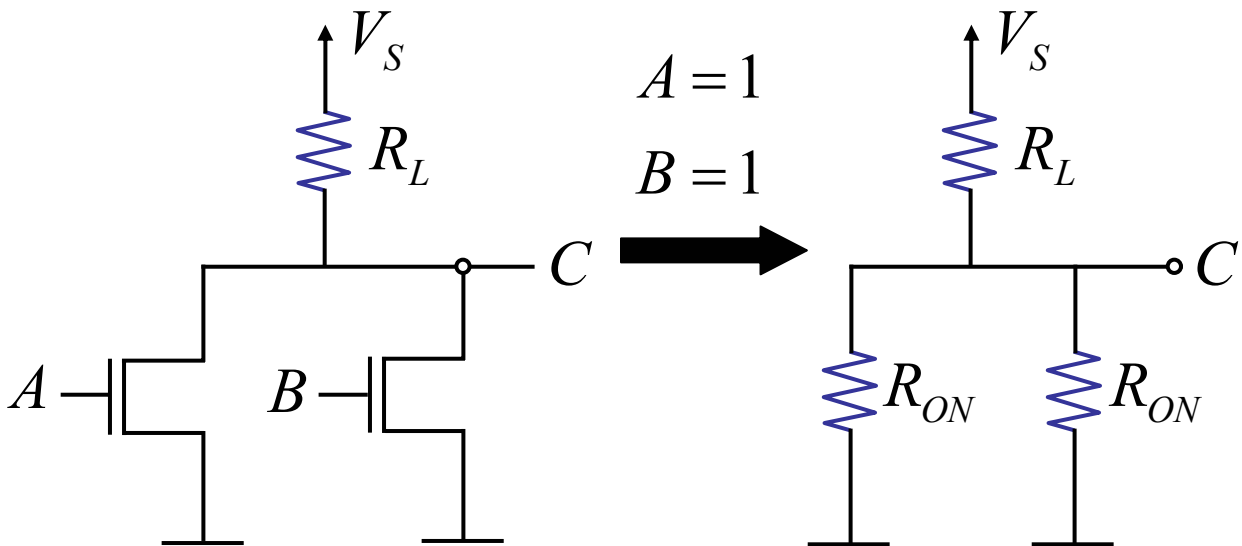 V_S
R_L
C
A
B
A = 1
B = 1
V_S
R_L
C
R_ON
R_ON